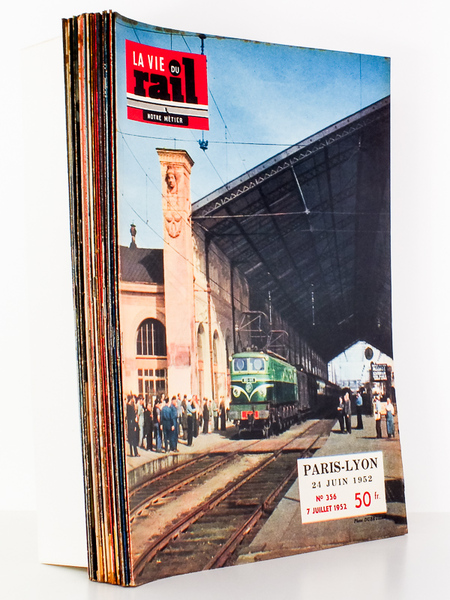 LA VIE DU
rail
NOTRE MÉTIER
PARIS-LYON
24 JUIN 1952
N° 356
7 JUILLET 1952
50 fr.